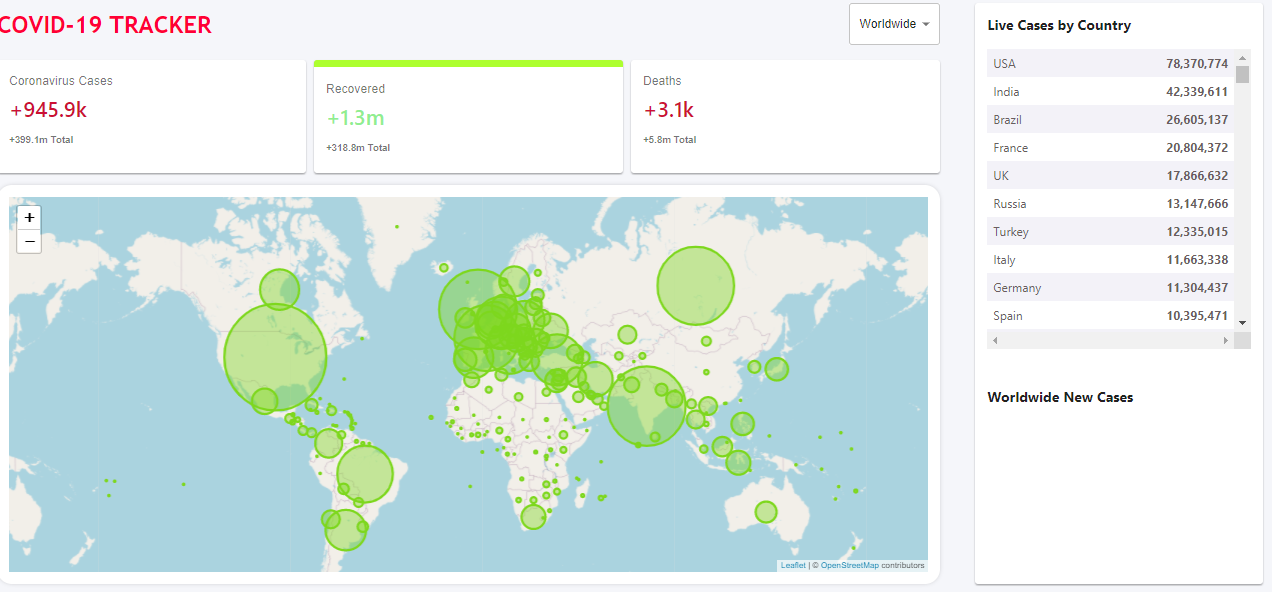 COVID-19 TRACKER
Worldwide
Coronavirus Cases
+945.9k
+399.1m Total
Recovered
+1.3m
+318.8m Total
Deaths
+3.1k
+5.8m Total
+
−
Leaflet | © OpenStreetMap contributors
Live Cases by Country
USA 78,370,774
India 42,339,611
Brazil 26,605,137
France 20,804,372
UK 17,866,632
Russia 13,147,666
Turkey 12,335,015
Italy 11,663,338
Germany 11,304,437
Spain 10,395,471
Worldwide New Cases